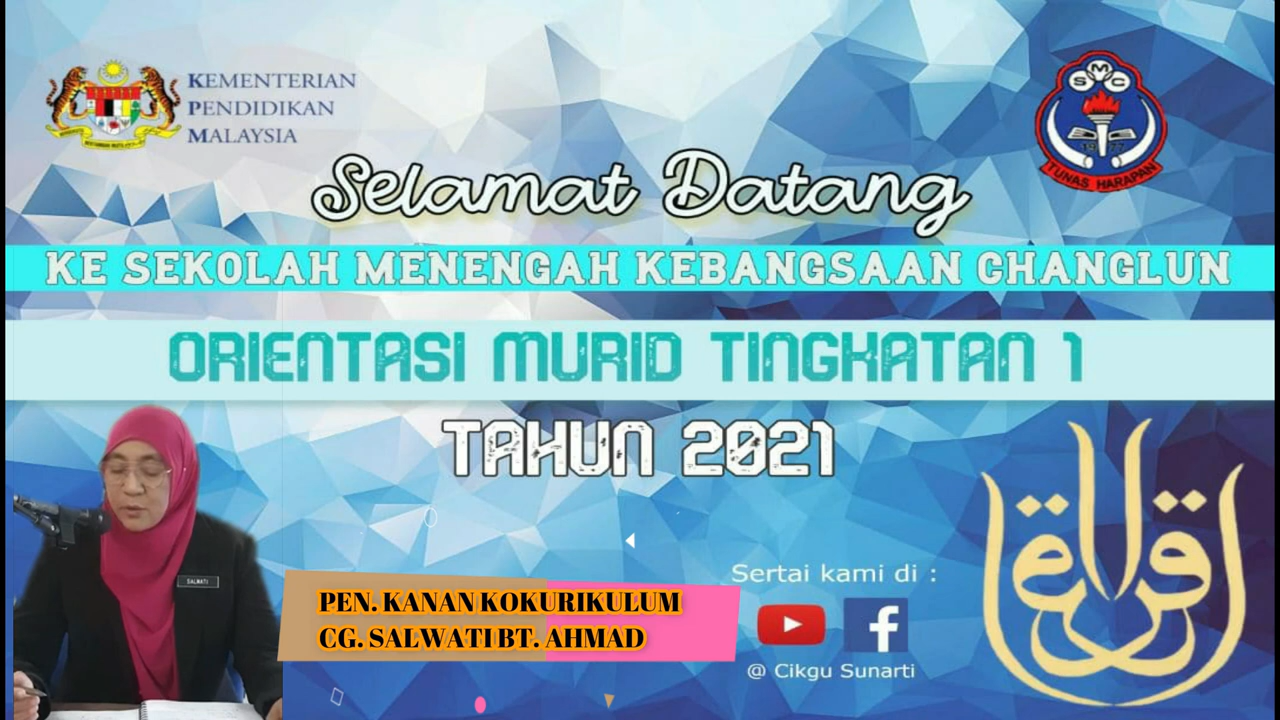 KEMENTERIAN
PENDIDIKAN
MALAYSIA
SMC
1977
TUNAS HARAPAN
Selamat Datang
KE SEKOLAH MENENGAH KEBANGSAAN CHANGLUN
ORIENTASI MURID TINGKATAN 1
TAHUN 2021
SALWATI
PEN. KANAN KOKURIKULUM
CG. SALWATI BT. AHMAD
Sertai kami di :
f
@ Cikgu Sunarti